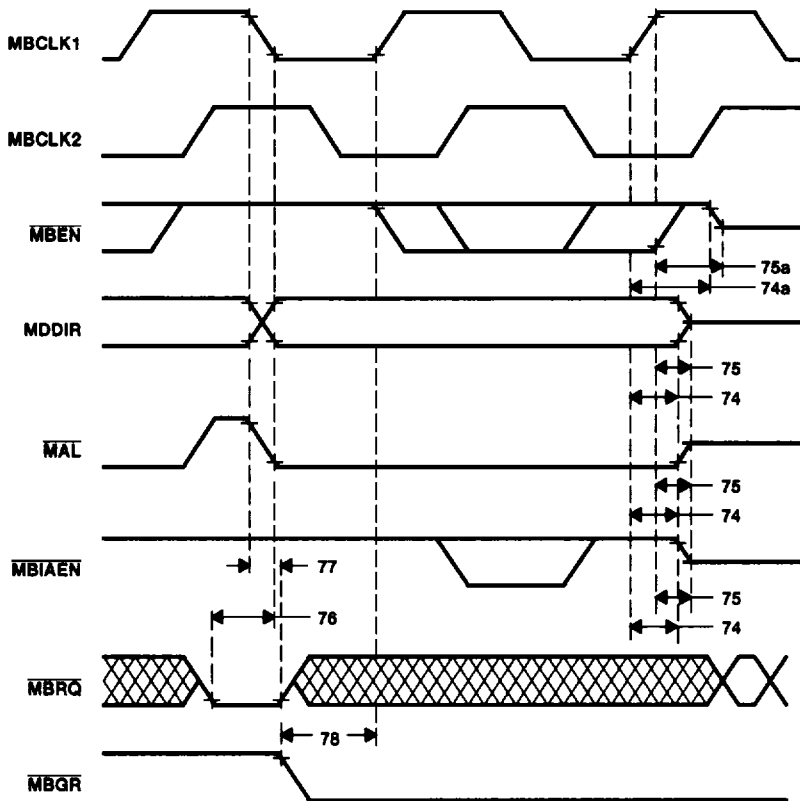 MBCLK1
MBCLK2
MBEN
75a
74a
MDDIR
75
74
MAL
75
74
MBIAEN
77
75
76
74
MBRQ
78
MBGR